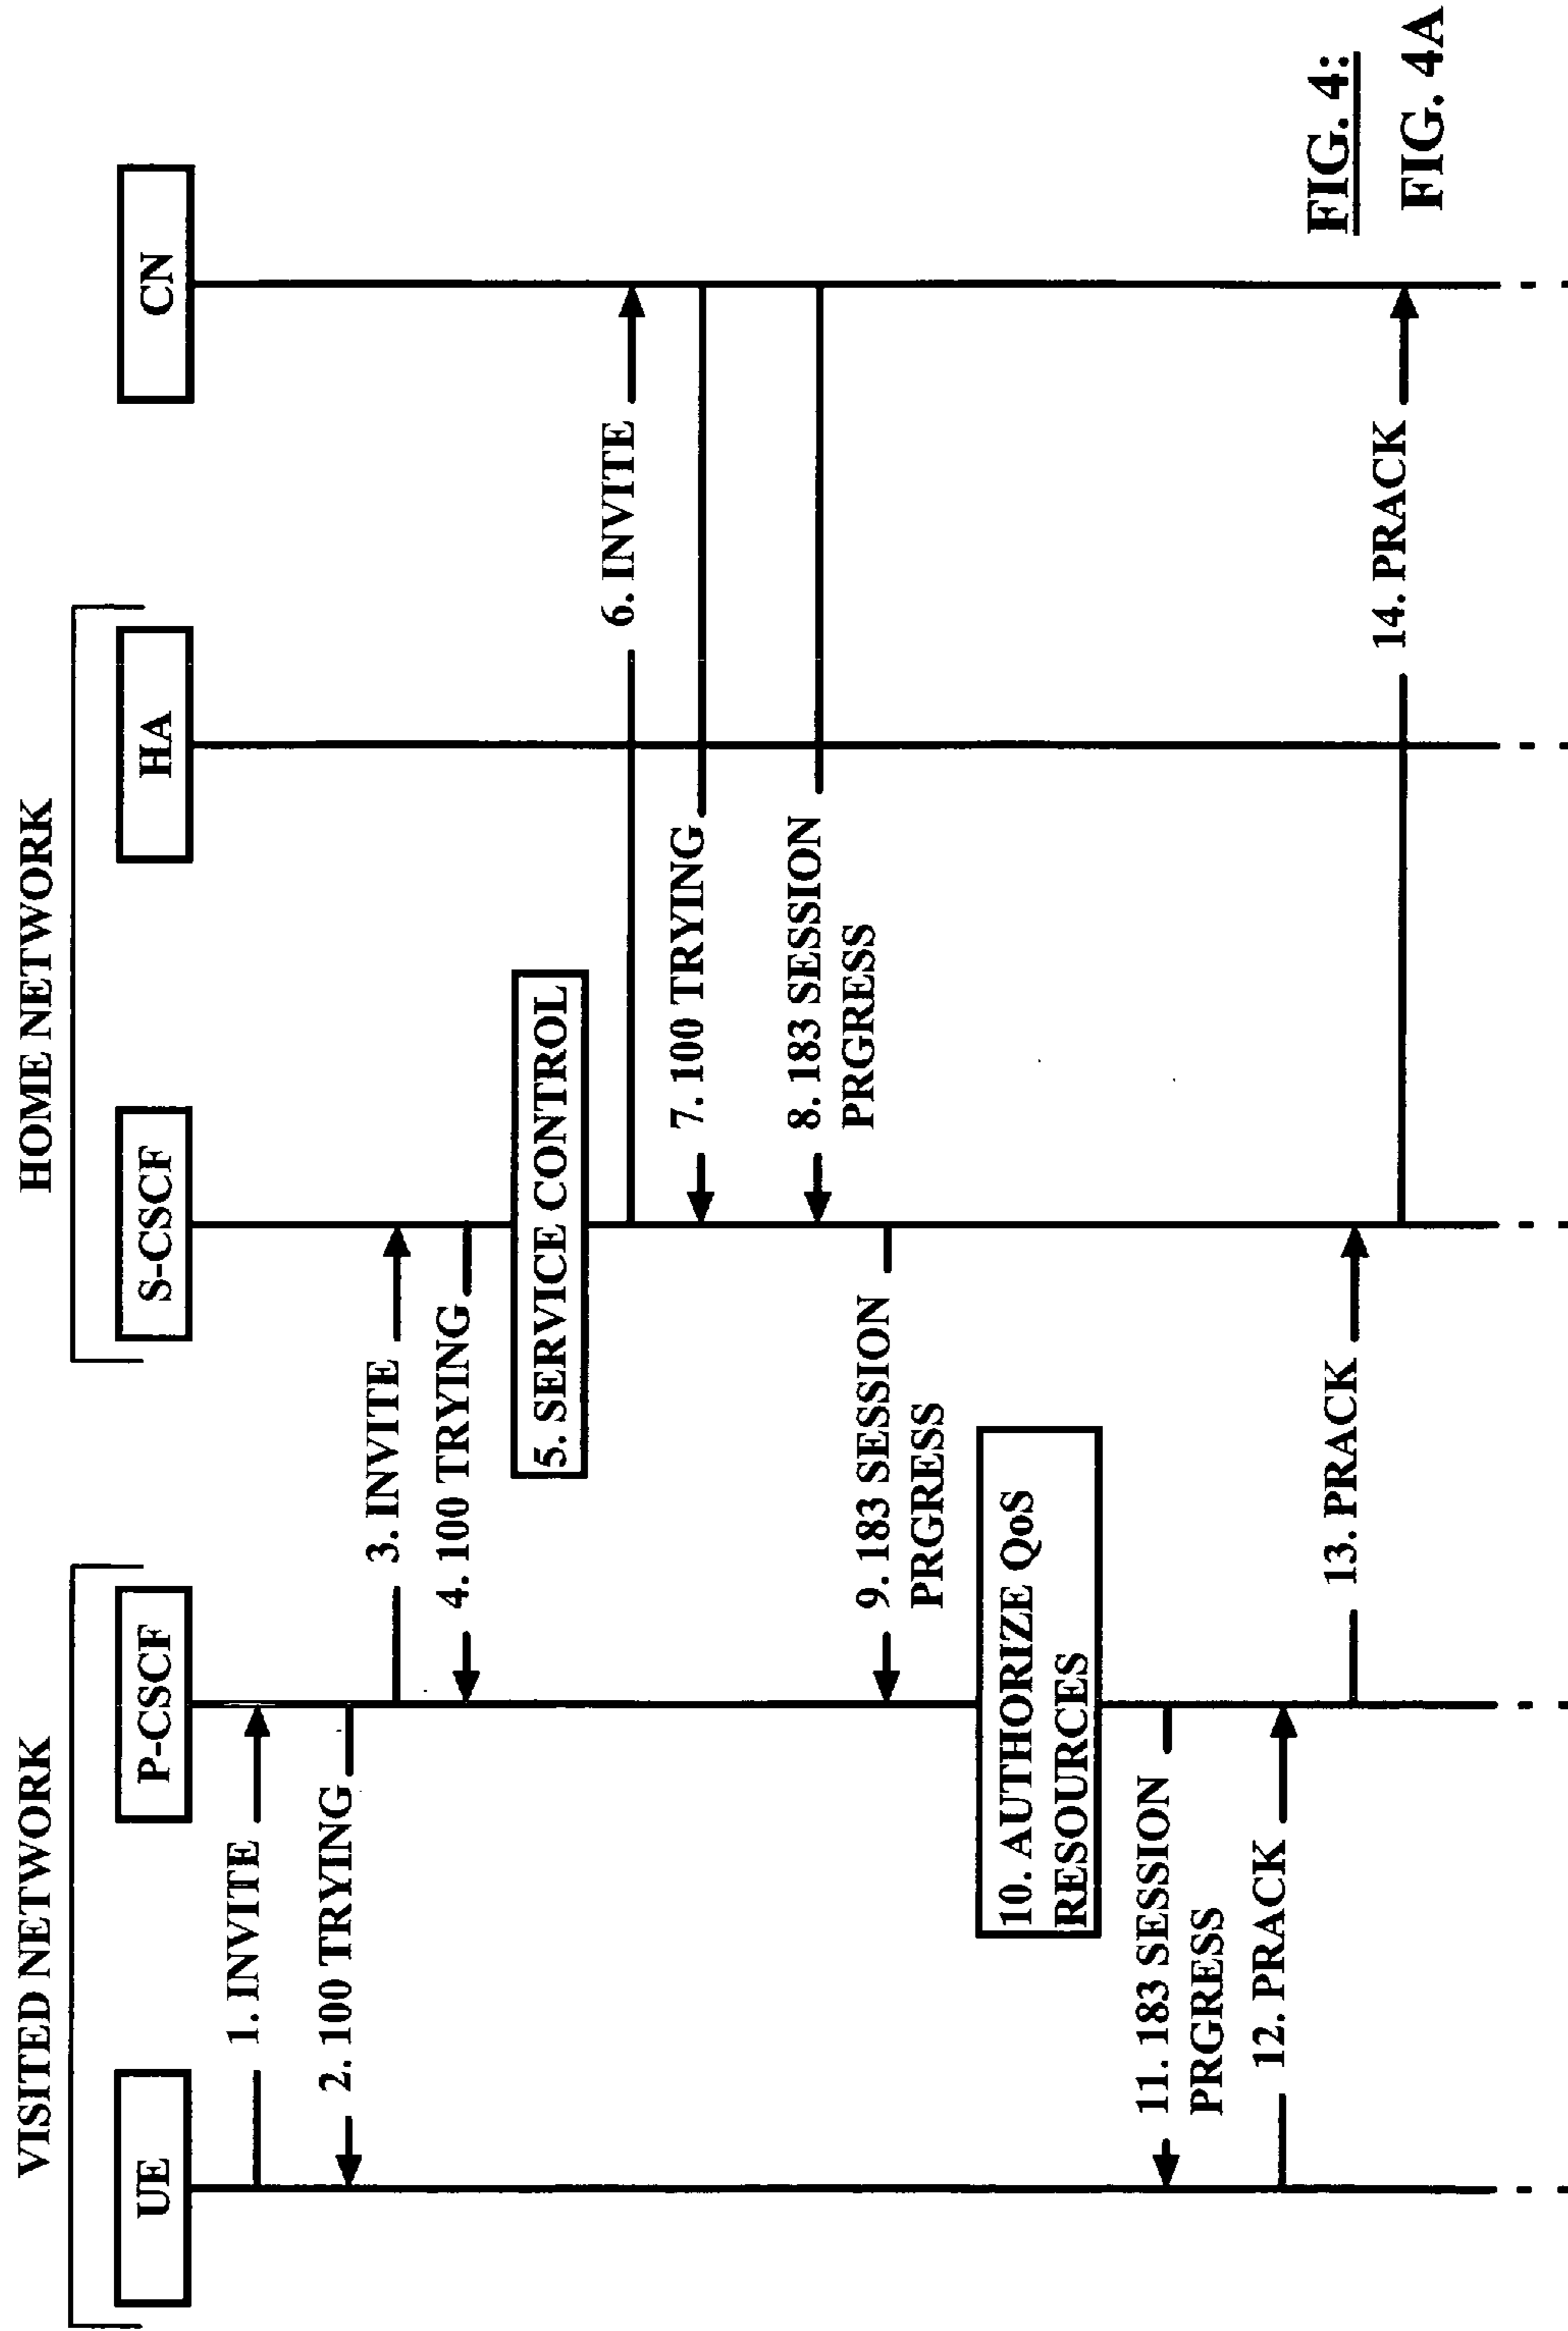 VISITED NETWORK
HOME NETWORK
UE
P-CSCF
S-CSCF
HA
CN
1. INVITE
2. 100 TRYING
3. INVITE
4. 100 TRYING
5. SERVICE CONTROL
6. INVITE
7. 100 TRYING
8. 183 SESSION
PRGRESS
9. 183 SESSION
PRGRESS
10. AUTHORIZE QoS
RESOURCES
11. 183 SESSION
PRGRESS
12. PRACK
13. PRACK
14. PRACK
FIG. 4:
FIG. 4A